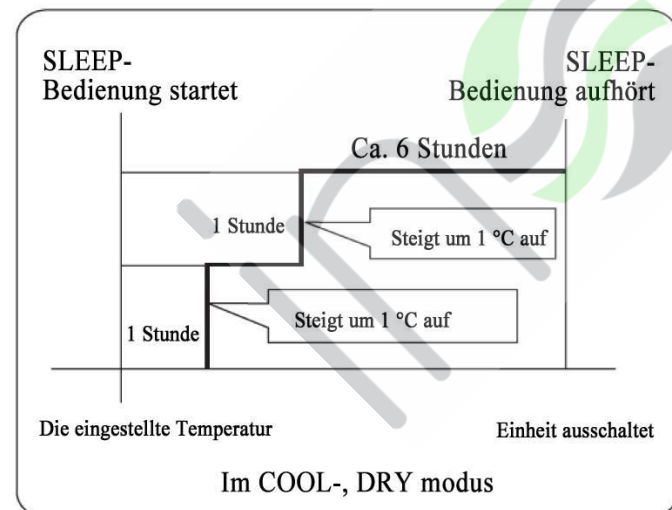 SLEEP-
Bedienung startet
SLEEP-
Bedienung aufhört
Ca. 6 Stunden
1 Stunde
Steigt um 1 °C auf
1 Stunde
Steigt um 1 °C auf
Die eingestellte Temperatur
Einheit ausschaltet
Im COOL-, DRY modus